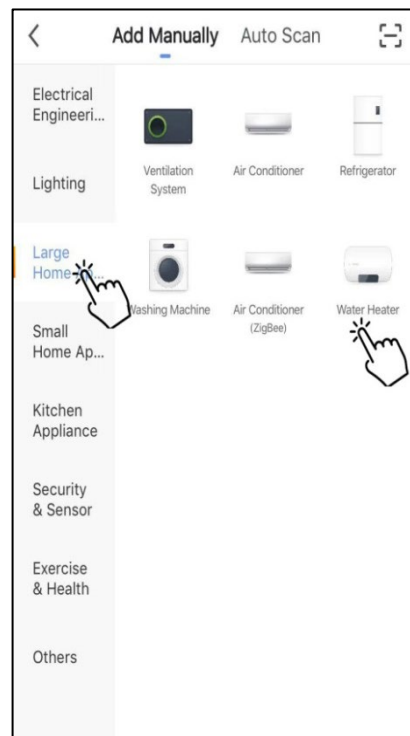 Add Manually Auto Scan
Electrical
Engineeri...
Lighting
Large
Home
Small
Home Ap...
Kitchen
Appliance
Security
& Sensor
Exercise
& Health
Others
Ventilation
System
Air Conditioner
Refrigerator
Washing Machine
Air Conditioner
(ZigBee)
Water Heater